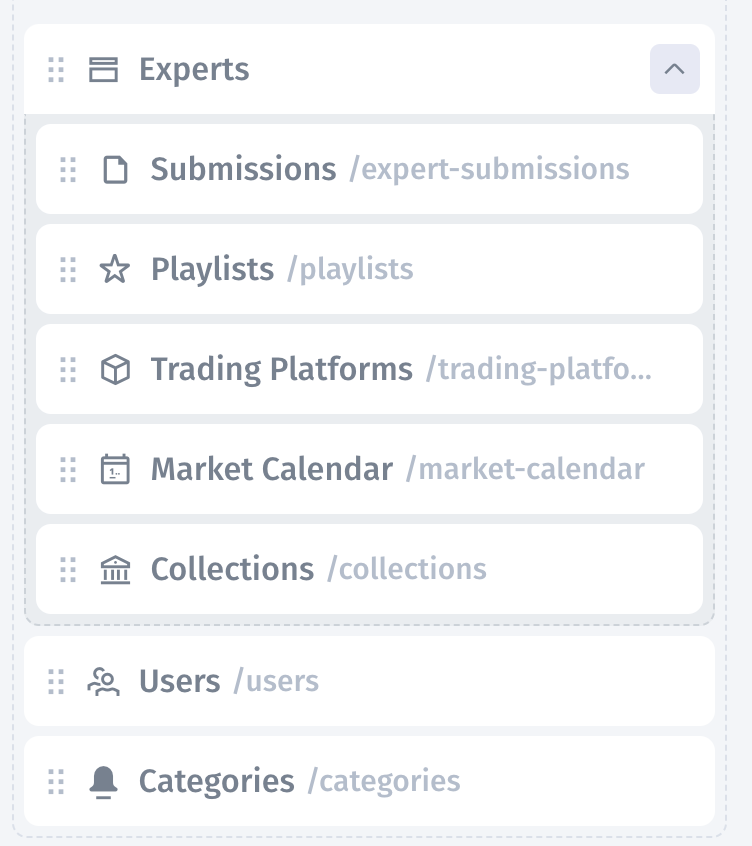 Experts
Submissions /expert-submissions
Playlists /playlists
Trading Platforms /trading-platfo...
Market Calendar /market-calendar
Collections /collections
Users /users
Categories /categories